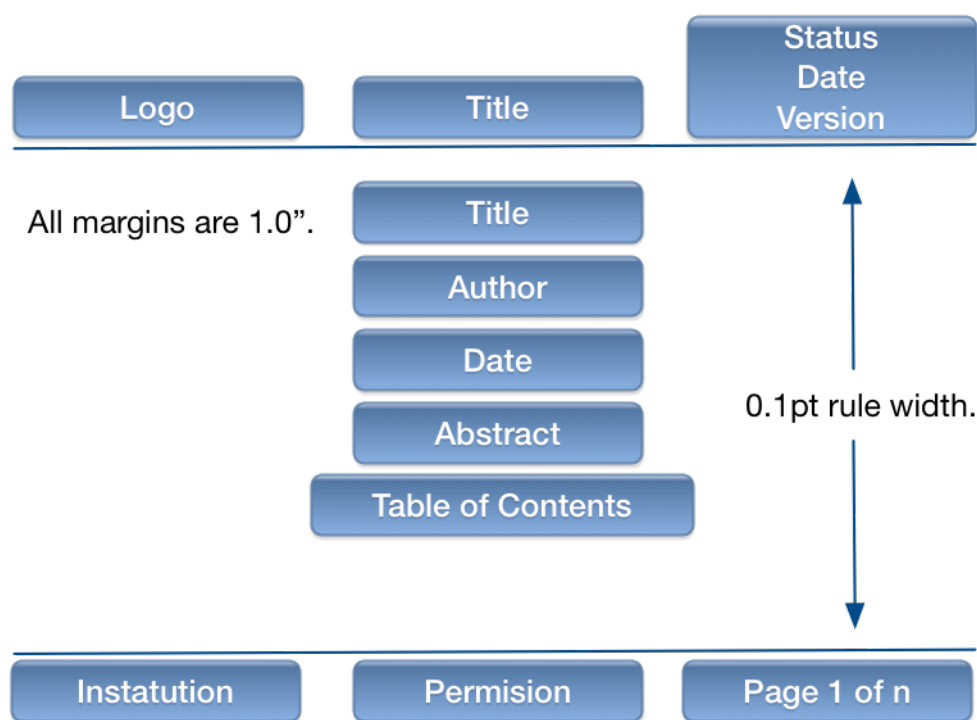 Status
Date
Version
Logo
Title
All margins are 1.0”.
Title
Author
Date
Abstract
0.1pt rule width.
Table of Contents
Instatution
Permision
Page 1 of n